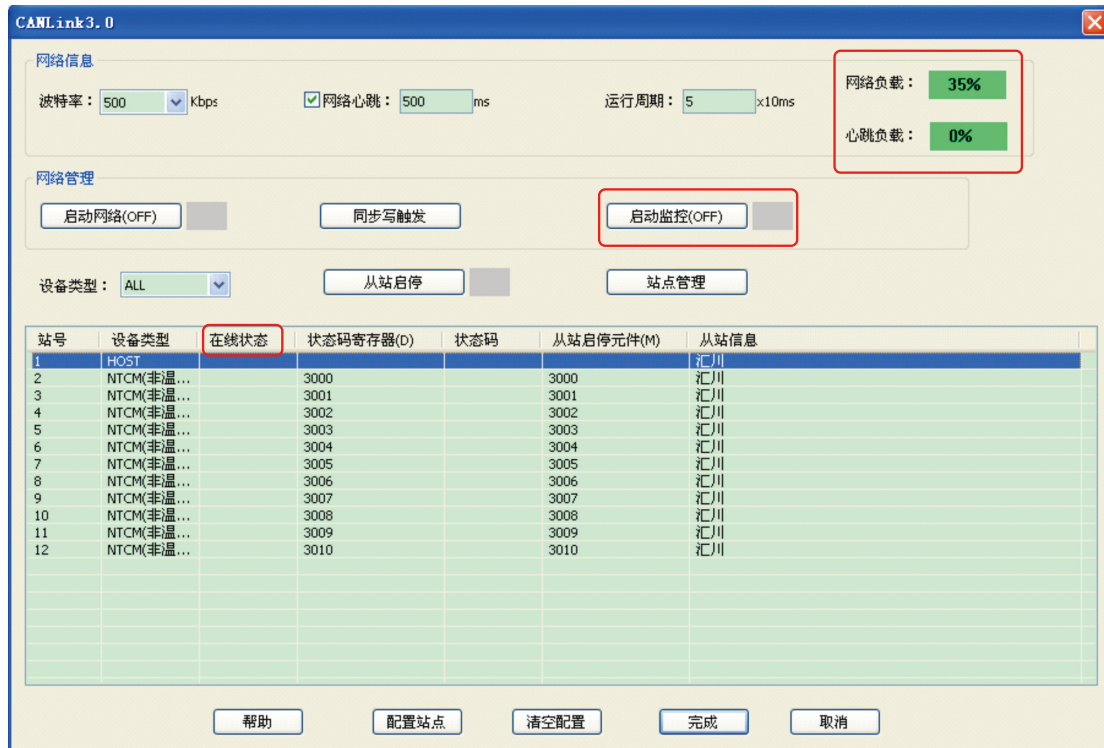 CANLink3.0
网络信息
波特率： 500 Kbps 网络心跳： 500 ms 运行周期： 5 x10ms 网络负载： 35%
心跳负载： 0%
网络管理
启动网络(OFF) 同步写触发 启动监控(OFF)
设备类型： ALL 从站启停 站点管理
站号 设备类型 在线状态 状态码寄存器(D) 状态码 从站启停元件(M) 从站信息
1 HOST 汇川
2 NTCM(非温... 3000 3000 汇川
3 NTCM(非温... 3001 3001 汇川
4 NTCM(非温... 3002 3002 汇川
5 NTCM(非温... 3003 3003 汇川
6 NTCM(非温... 3004 3004 汇川
7 NTCM(非温... 3005 3005 汇川
8 NTCM(非温... 3006 3006 汇川
9 NTCM(非温... 3007 3007 汇川
10 NTCM(非温... 3008 3008 汇川
11 NTCM(非温... 3009 3009 汇川
12 NTCM(非温... 3010 3010 汇川
帮助 配置站点 清空配置 完成 取消